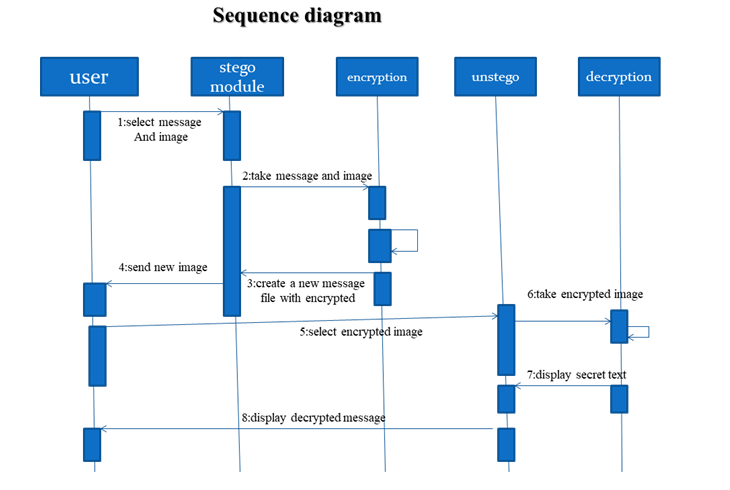 Sequence diagram
user
stego
module
encryption
unstego
decryption
1:select message
And image
2:take message and image
4:send new image
3:create a new message
file with encrypted
6:take encrypted image
5:select encrypted image
7:display secret text
8:display decrypted message